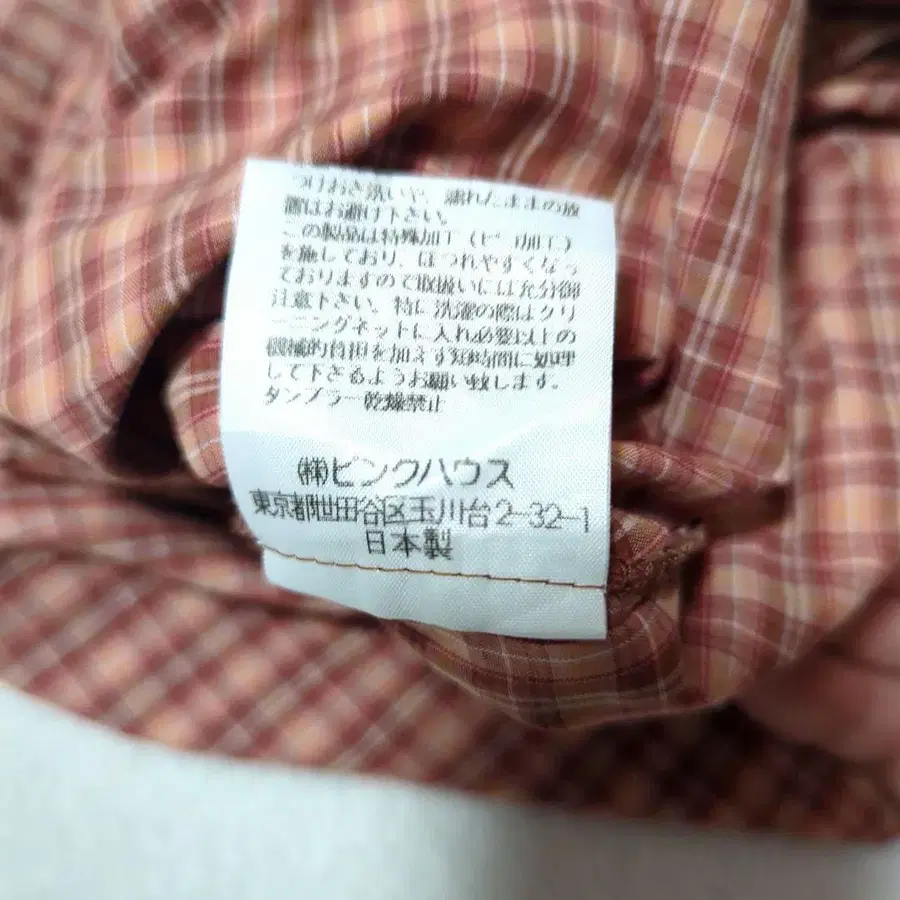 つけおき洗いや、濡れたままの放
置はお避け下さい。
この製品は特殊加工(ピコ加工)
を施しており、ほつれやすくなっ
ておりますので取扱いには充分御
注意下さい。特に洗濯の際はクリ
ーニングネットに入れ必要以上の
機械的負担を加えず短時間に処理
して下さるようお願い致します。
タンブラー乾燥禁止
㈱ピンクハウス
東京都世田谷区玉川台2-32-1
日本製